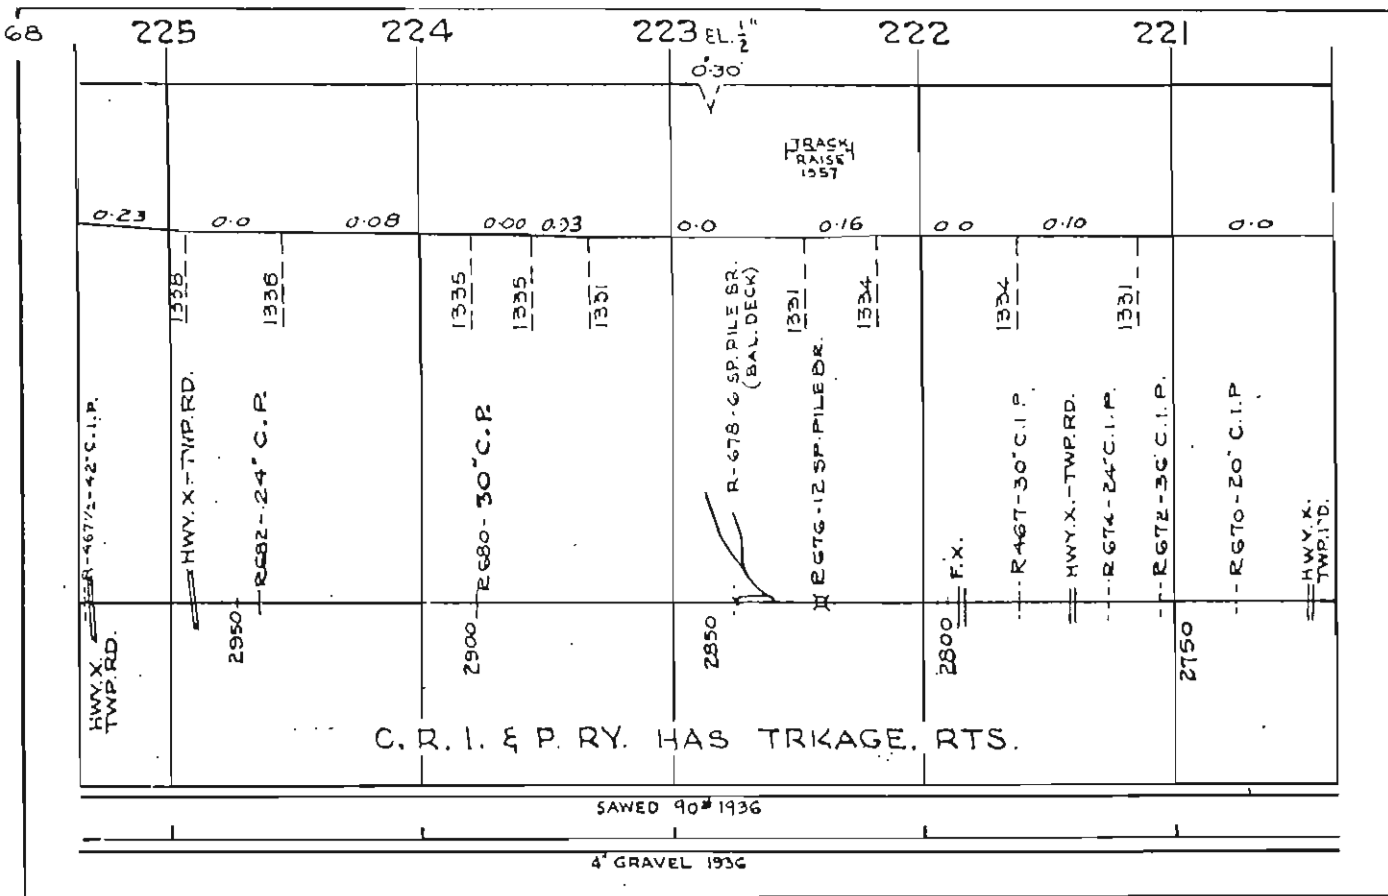 68
225 224 223 EL. 1/2" 222 221
0·30'
TRACK
RAISE
1957
0·23 0·0 0·08 0·00 0.93 0·0 0·16 0 0 0·10 0·0
1338 1338 1335 1335 1331 1331 1334 1334 1331
R-467½-42" C.I.P.
HWY. X-TWP. RD.
R682-24" C.P.
R680-30" C.P.
R-678-6 SP. PILE BR.
(BAL. DECK)
R676-12 SP. PILE BR.
F.X.
R467-30" C.I.P.
HWY. X.-TWP. RD.
R674-24" C.I.P.
R672-36" C.I.P.
R670-20" C.I.P
HWY. X.
TWP. RD.
HWY. X.
TWP. RD.
2950 2900 2850 2800 2750
C. R. I. & P. RY. HAS TRKAGE. RTS.
SAWED 90# 1936
4" GRAVEL 1936